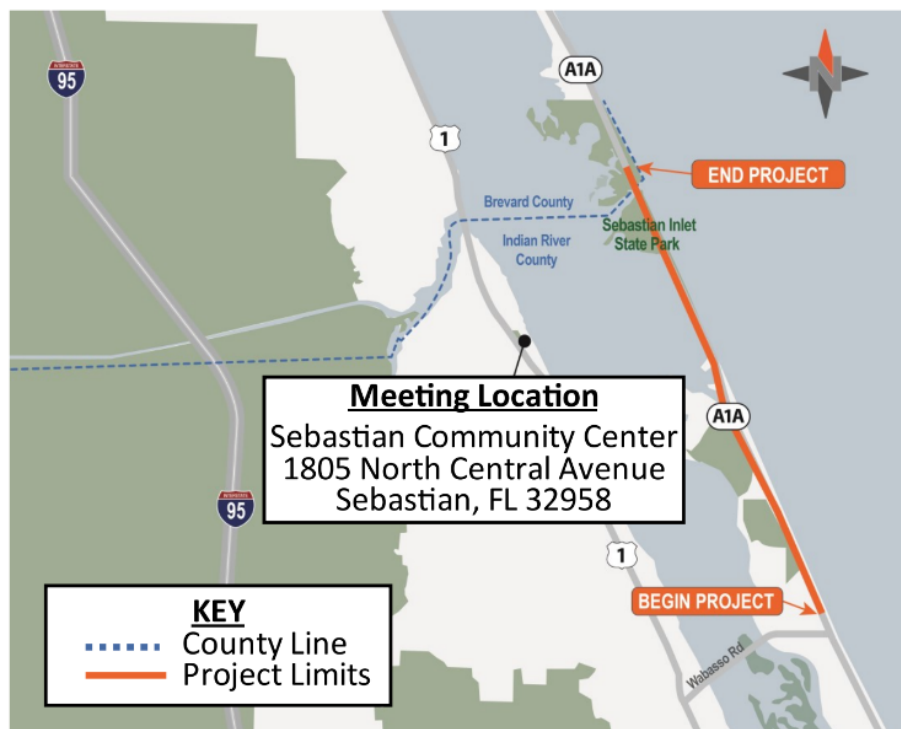 INTERSTATE
95
A1A
N
1
END PROJECT
Brevard County
Indian River
County
Sebastian Inlet
State Park
Meeting Location
Sebastian Community Center
1805 North Central Avenue
Sebastian, FL 32958
A1A
INTERSTATE
95
1
BEGIN PROJECT
Wabasso Rd
KEY
County Line
Project Limits